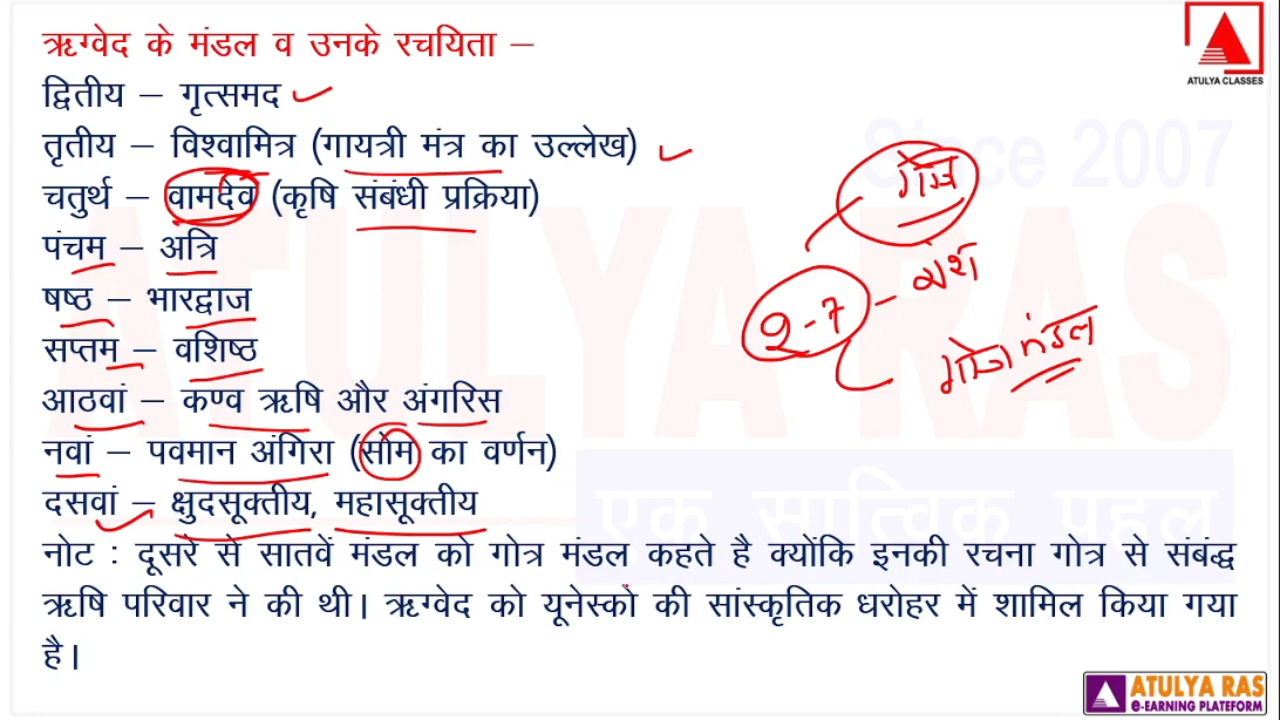 ऋग्वेद के मंडल व उनके रचयिता –
द्वितीय – गृत्समद
तृतीय – विश्वामित्र (गायत्री मंत्र का उल्लेख)
चतुर्थ – वामदेव (कृषि संबंधी प्रक्रिया)
पंचम – अत्रि
षष्ठ – भारद्वाज
सप्तम – वशिष्ठ
आठवां – कण्व ऋषि और अंगरिस
नवां – पवमान अंगिरा (सोम का वर्णन)
दसवां – क्षुदसूक्तीय, महासूक्तीय
नोट : दूसरे से सातवें मंडल को गोत्र मंडल कहते है क्योंकि इनकी रचना गोत्र से संबंद्ध
ऋषि परिवार ने की थी। ऋग्वेद को यूनेस्को की सांस्कृतिक धरोहर में शामिल किया गया
है।
2-7 – वंश
मंडल
ATULYA CLASSES
Since 2007
ATULYA RAS
एक सात्विक पहल
ATULYA RAS
e-EARNING PLATEFORM